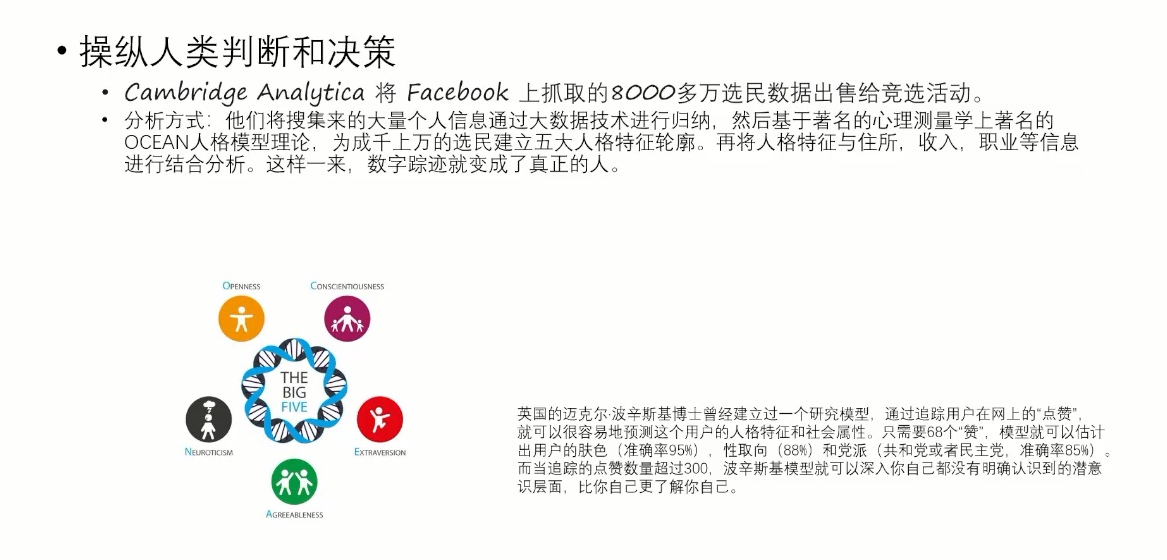 • 操纵人类判断和决策
• Cambridge Analytica 将 Facebook 上抓取的8000多万选民数据出售给竞选活动。
• 分析方式：他们将搜集来的大量个人信息通过大数据技术进行归纳，然后基于著名的心理测量学上著名的
OCEAN人格模型理论，为成千上万的选民建立五大人格特征轮廓。再将人格特征与住所，收入，职业等信息
进行结合分析。这样一来，数字踪迹就变成了真正的人。
OPENNESS
CONSCIENTIOUSNESS
THE
BIG
FIVE
NEUROTICISM
EXTRAVERSION
AGREEABLENESS
英国的迈克尔·波辛斯基博士曾经建立过一个研究模型，通过追踪用户在网上的“点赞”，
就可以很容易地预测这个用户的人格特征和社会属性。只需要68个“赞”，模型就可以估计
出用户的肤色（准确率95%），性取向（88%）和党派（共和党或者民主党，准确率85%）。
而当追踪的点赞数量超过300，波辛斯基模型就可以深入你自己都没有明确认识到的潜意
识层面，比你自己更了解你自己。